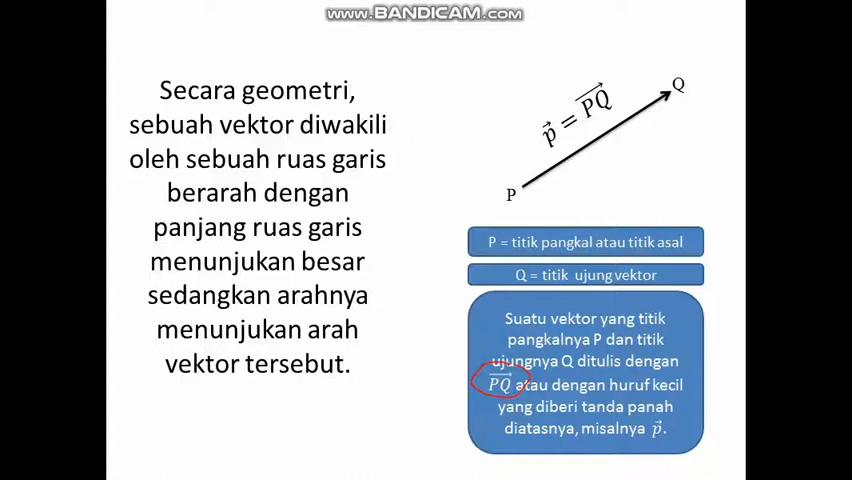 www.BANDICAM.com
Secara geometri,
sebuah vektor diwakili
oleh sebuah ruas garis
berarah dengan
panjang ruas garis
menunjukan besar
sedangkan arahnya
menunjukan arah
vektor tersebut.
Q
p⃗ = P⃗Q⃗
P
P = titik pangkal atau titik asal
Q = titik ujung vektor
Suatu vektor yang titik
pangkalnya P dan titik
ujungnya Q ditulis dengan
P⃗Q⃗ atau dengan huruf kecil
yang diberi tanda panah
diatasnya, misalnya p⃗.